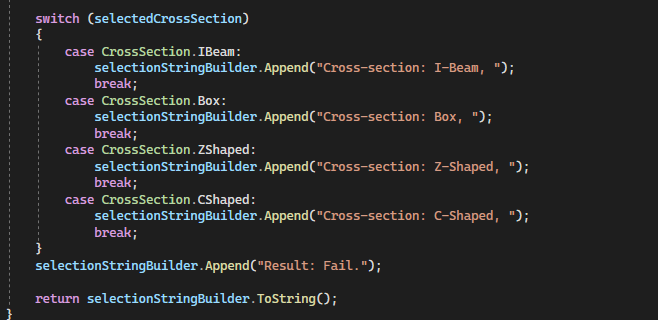 switch (selectedCrossSection)
{
case CrossSection.IBeam:
selectionStringBuilder.Append("Cross-section: I-Beam, ");
break;
case CrossSection.Box:
selectionStringBuilder.Append("Cross-section: Box, ");
break;
case CrossSection.ZShaped:
selectionStringBuilder.Append("Cross-section: Z-Shaped, ");
break;
case CrossSection.CShaped:
selectionStringBuilder.Append("Cross-section: C-Shaped, ");
break;
}
selectionStringBuilder.Append("Result: Fail.");
return selectionStringBuilder.ToString();
}